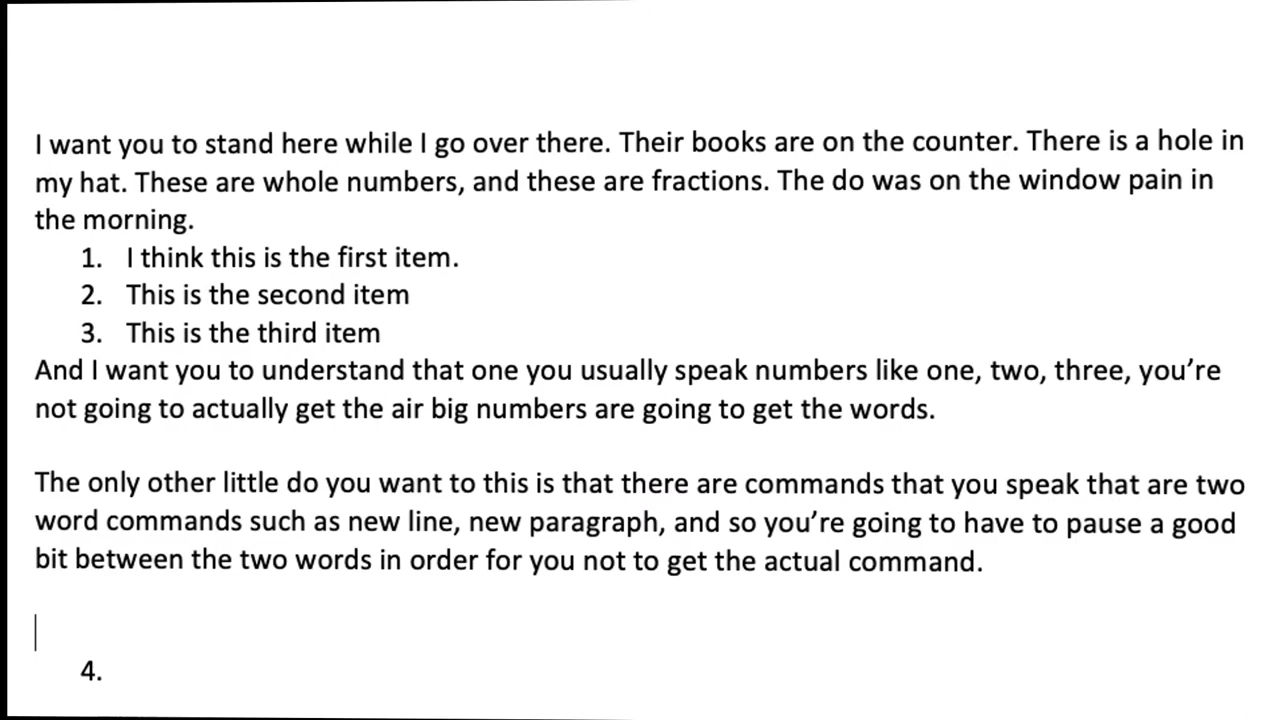 I want you to stand here while I go over there. Their books are on the counter. There is a hole in
my hat. These are whole numbers, and these are fractions. The do was on the window pain in
the morning.
1. I think this is the first item.
2. This is the second item
3. This is the third item
And I want you to understand that one you usually speak numbers like one, two, three, you’re
not going to actually get the air big numbers are going to get the words.
The only other little do you want to this is that there are commands that you speak that are two
word commands such as new line, new paragraph, and so you’re going to have to pause a good
bit between the two words in order for you not to get the actual command.
4.